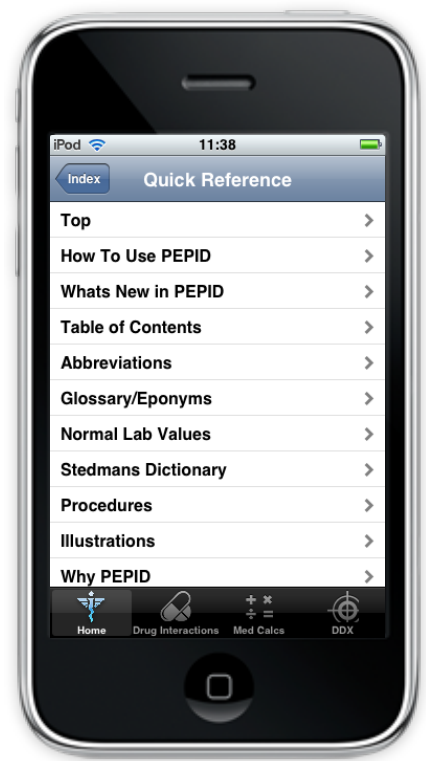 iPod
11:38
Index
Quick Reference
Top
How To Use PEPID
Whats New in PEPID
Table of Contents
Abbreviations
Glossary/Eponyms
Normal Lab Values
Stedmans Dictionary
Procedures
Illustrations
Why PEPID
Home
Drug Interactions
Med Calcs
DDX